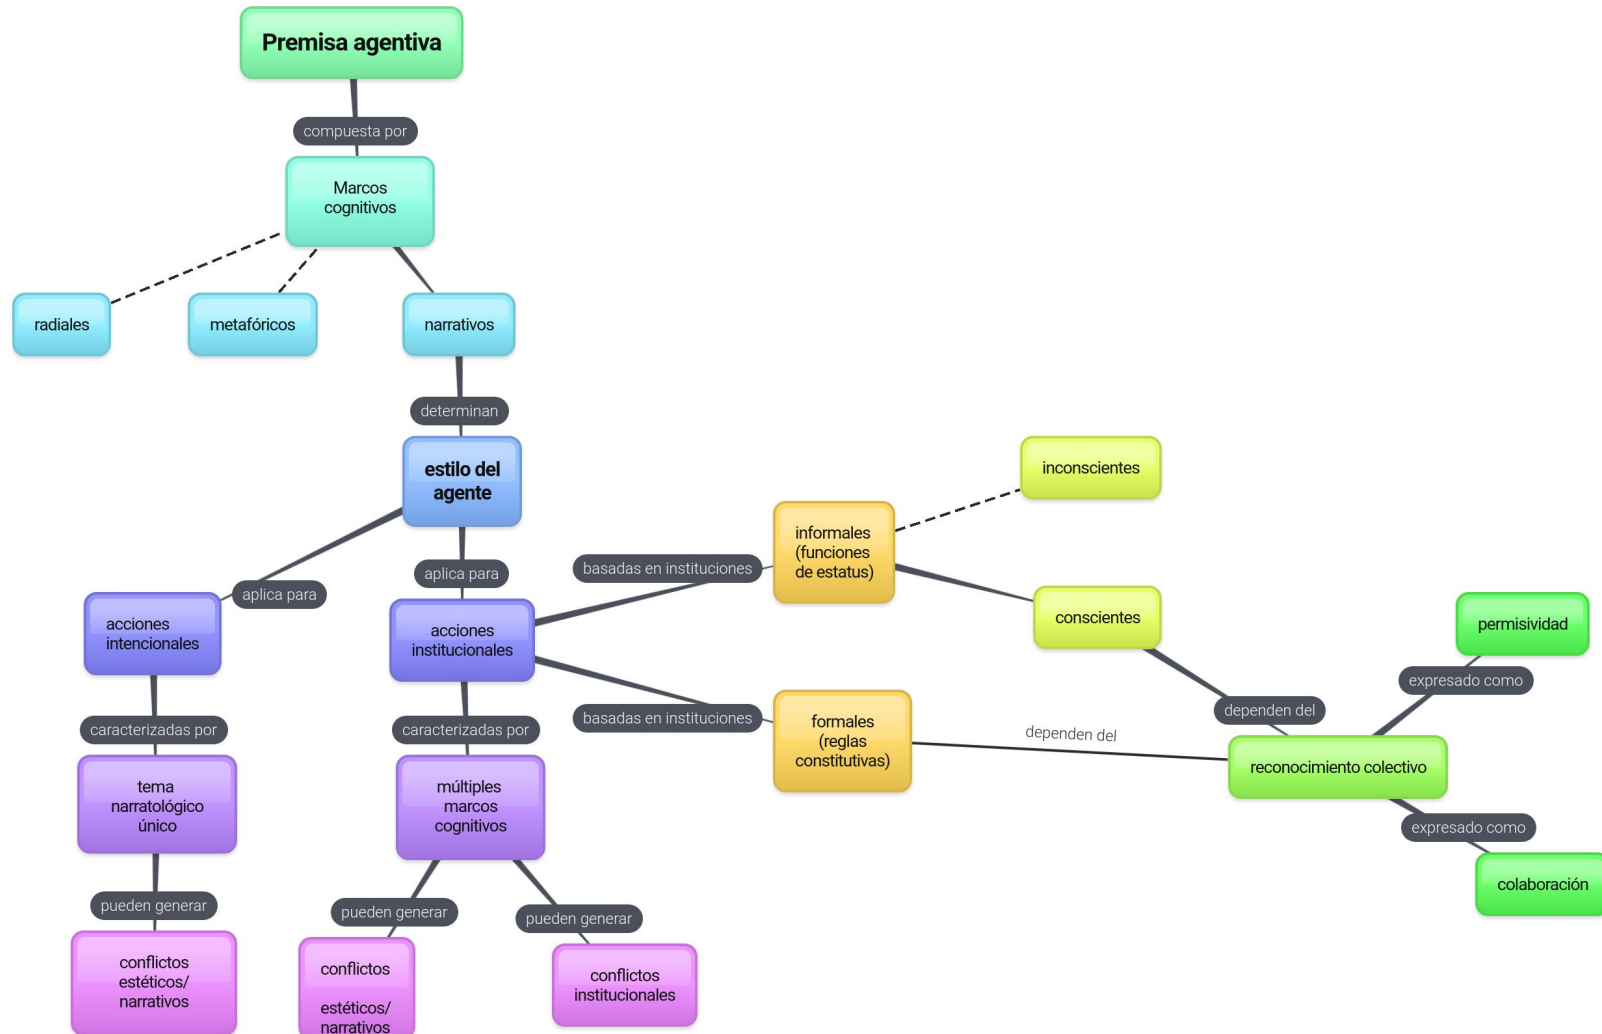 Premisa agentiva
compuesta por
Marcos
cognitivos
radiales
metafóricos
narrativos
determinan
estilo del
agente
aplica para
aplica para
acciones
intencionales
acciones
institucionales
caracterizadas por
caracterizadas por
tema
narratológico
único
múltiples
marcos
cognitivos
pueden generar
pueden generar
pueden generar
conflictos
estéticos/
narrativos
conflictos
estéticos/
narrativos
conflictos
institucionales
basadas en instituciones
basadas en instituciones
informales
(funciones
de estatus)
formales
(reglas
constitutivas)
inconscientes
conscientes
dependen del
dependen del
reconocimiento colectivo
expresado como
permisividad
expresado como
colaboración